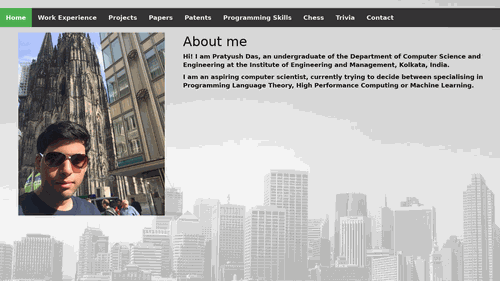 Home Work Experience Projects Papers Patents Programming Skills Chess Trivia Contact
About me
Hi! I am Pratyush Das, an undergraduate of the Department of Computer Science and
Engineering at the Institute of Engineering and Management, Kolkata, India.
I am an aspiring computer scientist, currently trying to decide between specialising in
Programming Language Theory, High Performance Computing or Machine Learning.